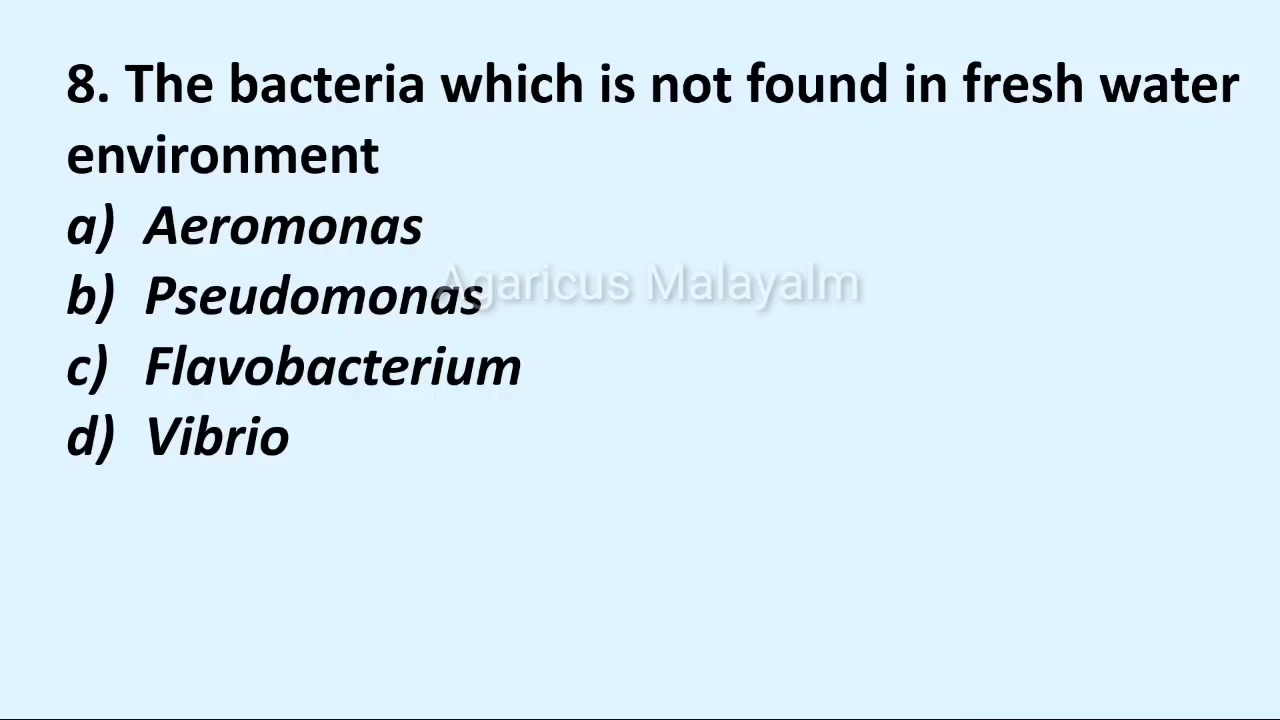 8. The bacteria which is not found in fresh water
environment
a) Aeromonas
b) Pseudomonas
Agaricus Malayalm
c) Flavobacterium
d) Vibrio